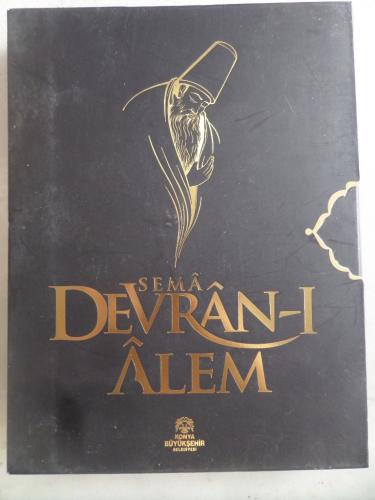 SEMÂ
DEVRÂN-I
ÂLEM
KONYA
BÜYÜKŞEHİR
BELEDİYESİ